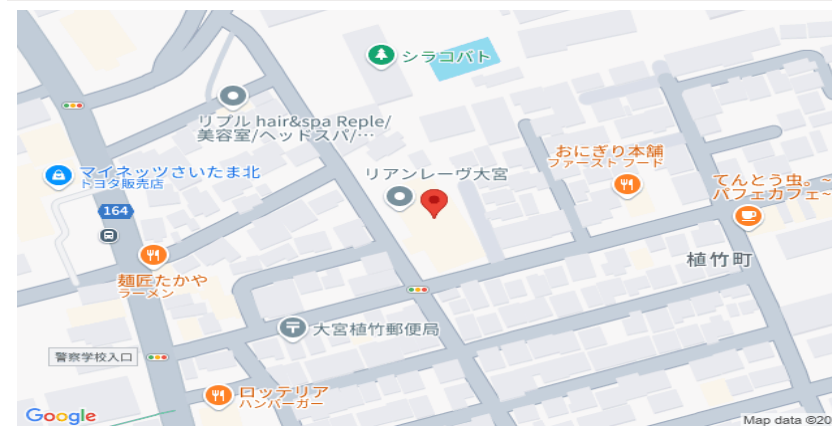 シラコバト
リプル hair&spa Reple/
美容室/ヘッドスパ/…
マイネッツさいたま北
トヨタ販売店
リアンレーヴ大宮
おにぎり本舗
ファースト フード
てんとう虫。~
パフェカフェ~
164
麺匠たかや
ラーメン
植竹町
大宮植竹郵便局
警察学校入口
ロッテリア
ハンバーガー
Google
Map data ©20